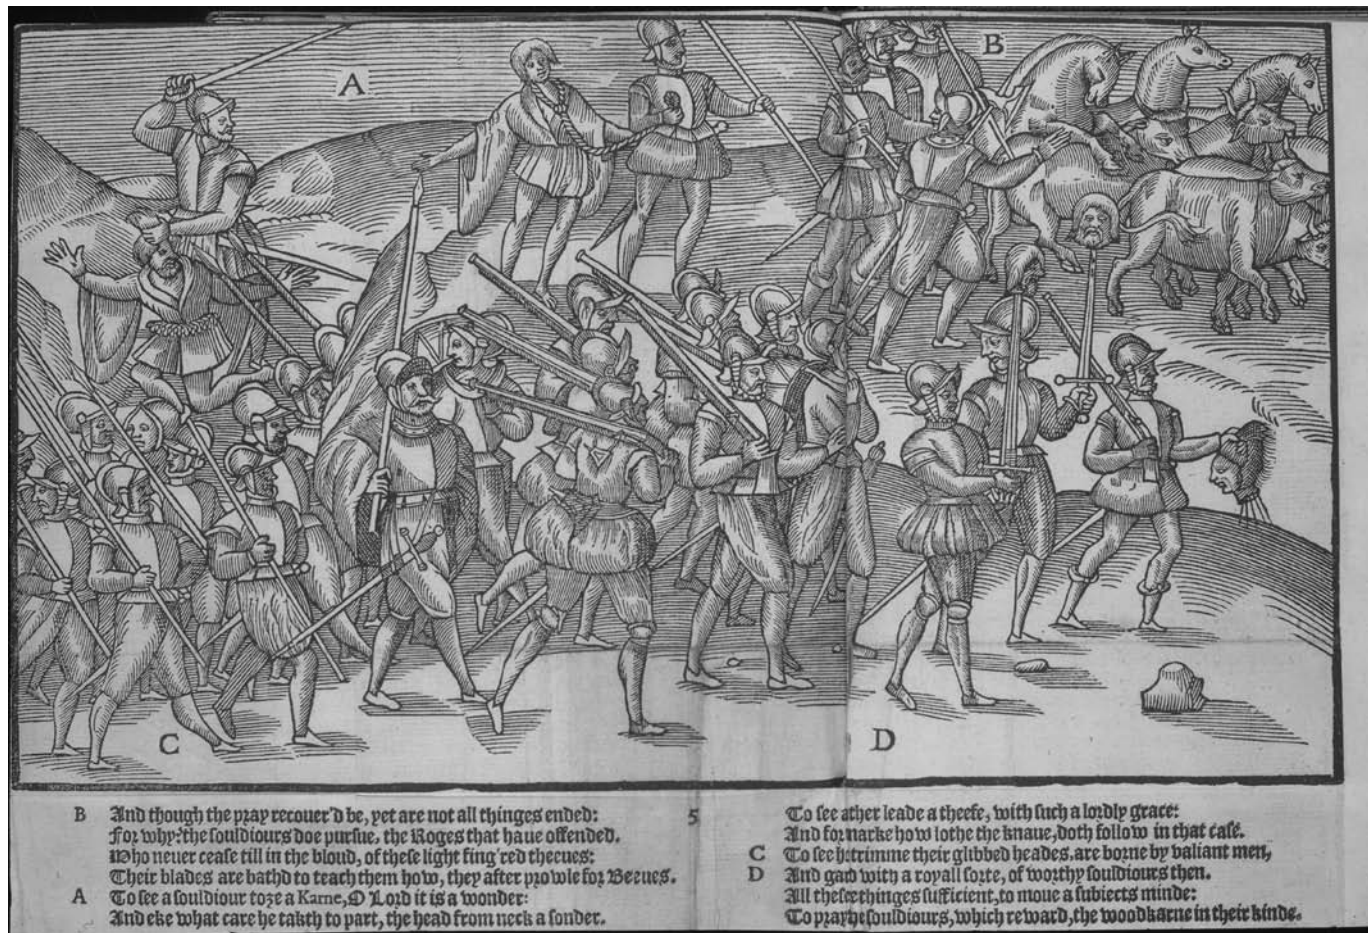 A
B
C
D
B And though the pray recouer'd be, yet are not all thinges ended:
For why? the souldiours doe pursue, the Roges that haue offended.
Who neuer cease till in the bloud, of these light fing'red theeues:
Their blades are bathd to teach them how, they after prowle for Beeues.
A To see a souldiour toze a Karne, O Lord it is a wonder:
And eke what care he takth to part, the head from neck a sonder.
5
To see ather leade a theefe, with such a lordly grace:
And for marke how lothe the knaue, doth follow in that case.
C To see h: trimme their glibbed heades, are borne by valiant men,
D And gard with a royall sorte, of worthy souldiours then.
All these things sufficient, to moue a subiects minde:
To pray he souldiours, which reward, the woodkarne in their kinde.